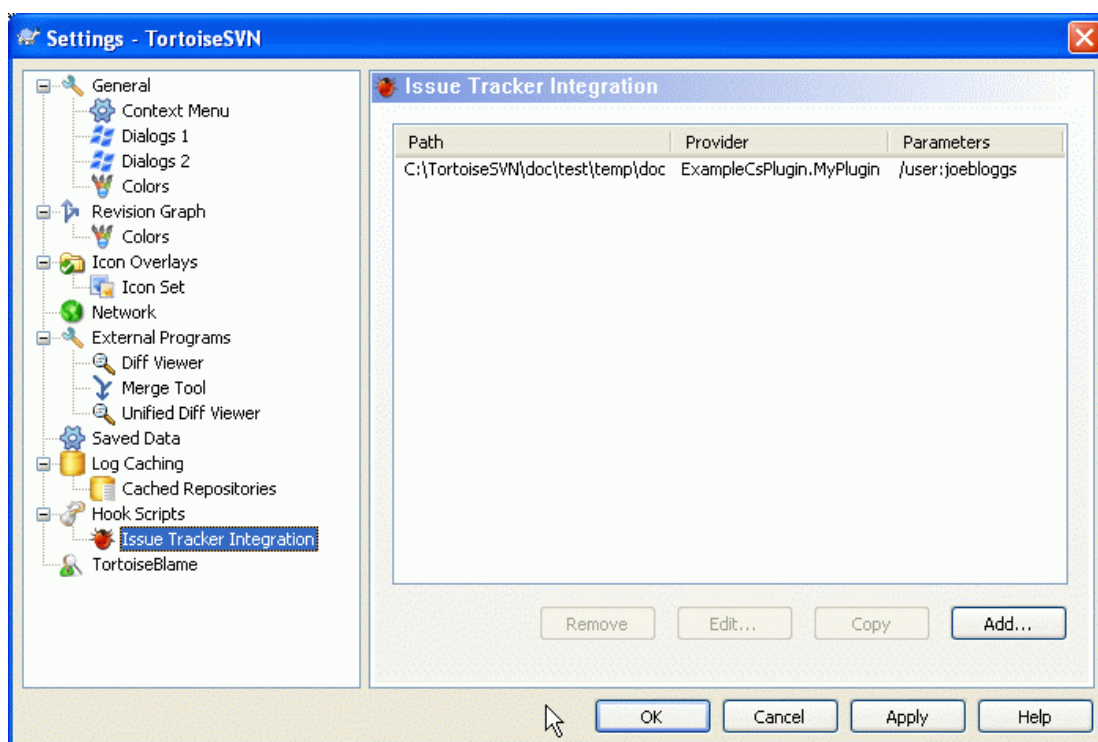 Settings - TortoiseSVN
General
Context Menu
Dialogs 1
Dialogs 2
Colors
Revision Graph
Colors
Icon Overlays
Icon Set
Network
External Programs
Diff Viewer
Merge Tool
Unified Diff Viewer
Saved Data
Log Caching
Cached Repositories
Hook Scripts
Issue Tracker Integration
TortoiseBlame
Issue Tracker Integration
Path Provider Parameters
C:\TortoiseSVN\doc\test\temp\doc ExampleCsPlugin.MyPlugin /user:joebloggs
Remove Edit... Copy Add...
OK Cancel Apply Help